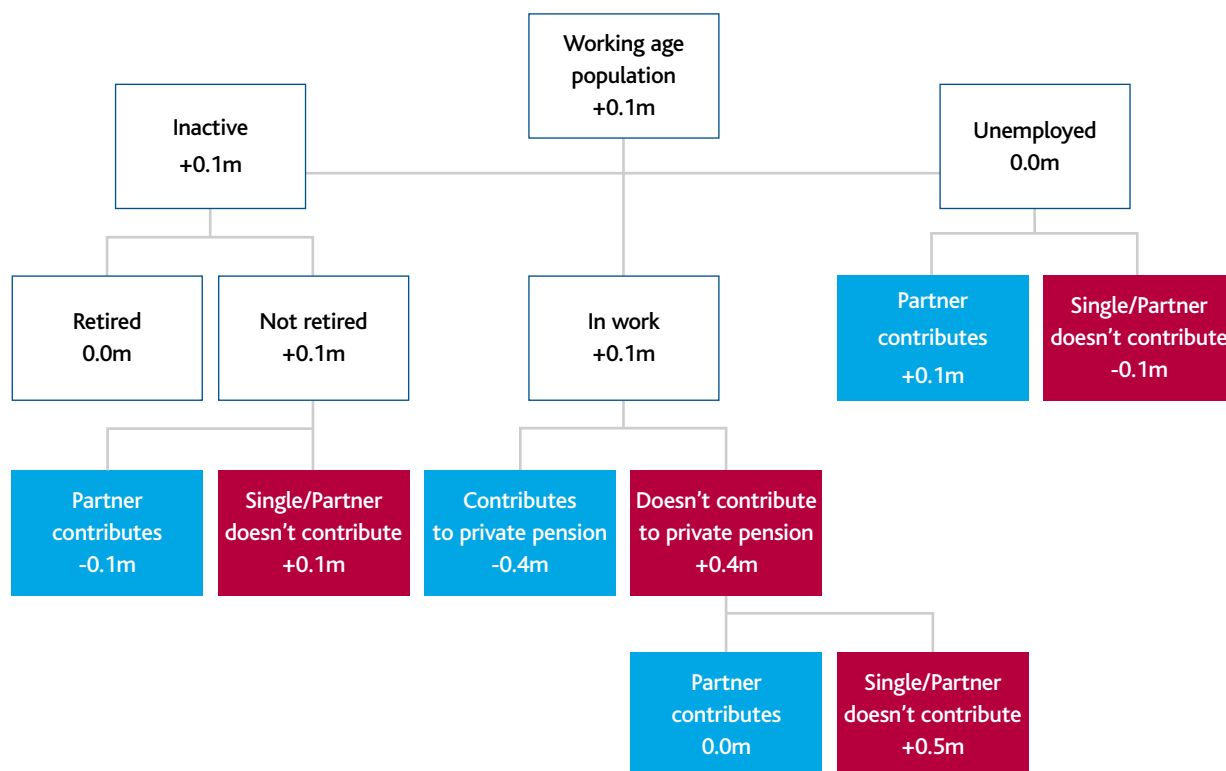 Working age
population
+0.1m
Inactive
+0.1m
Unemployed
0.0m
Retired
0.0m
Not retired
+0.1m
In work
+0.1m
Partner
contributes
+0.1m
Single/Partner
doesn't contribute
-0.1m
Partner
contributes
-0.1m
Single/Partner
doesn't contribute
+0.1m
Contributes
to private pension
-0.4m
Doesn't contribute
to private pension
+0.4m
Partner
contributes
0.0m
Single/Partner
doesn't contribute
+0.5m